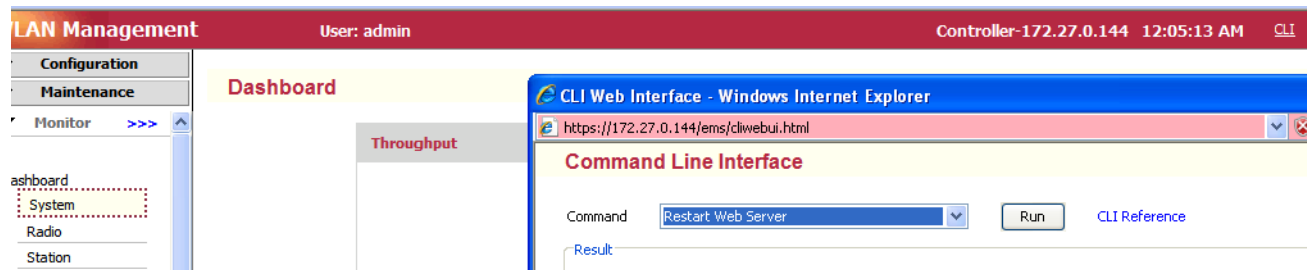 LAN Management User: admin Controller-172.27.0.144 12:05:13 AM CLI
Configuration
Maintenance
Monitor >>>
ashboard
System
Radio
Station
Dashboard
Throughput
CLI Web Interface - Windows Internet Explorer
https://172.27.0.144/ems/cliwebui.html
Command Line Interface
Command Restart Web Server Run CLI Reference
Result